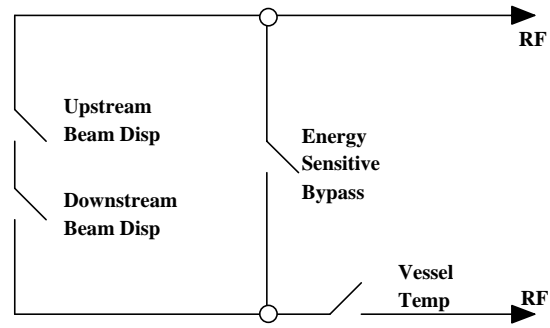 RF
Upstream
Beam Disp
Energy
Sensitive
Bypass
Downstream
Beam Disp
Vessel
Temp
RF